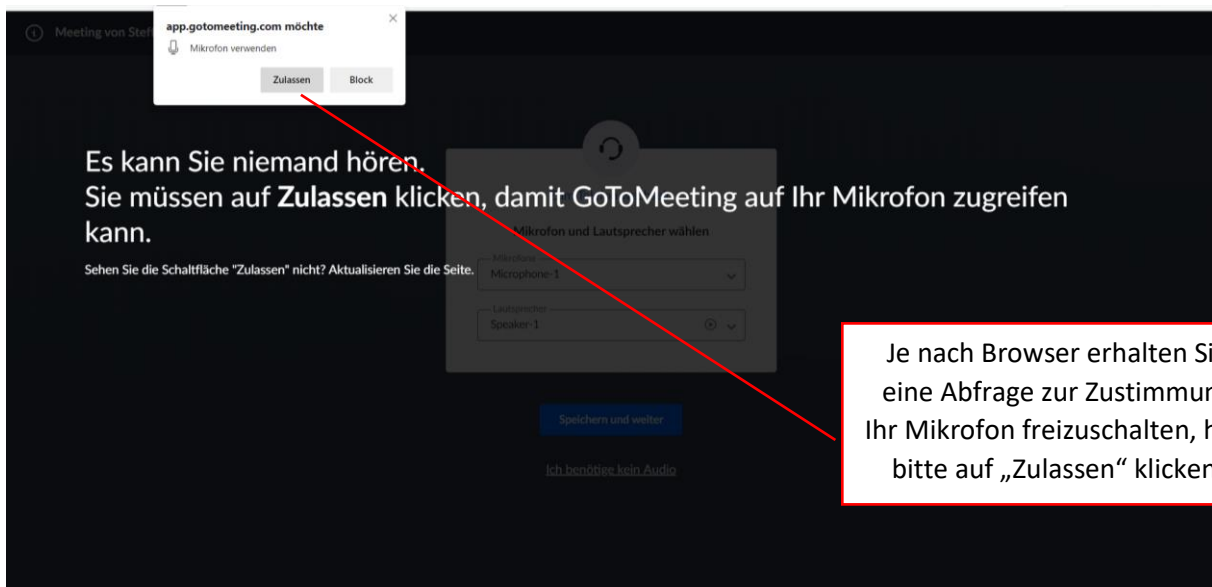 Meeting von Stef
app.gotomeeting.com möchte
Mikrofon verwenden
Zulassen Block
Es kann Sie niemand hören.
Sie müssen auf Zulassen klicken, damit GoToMeeting auf Ihr Mikrofon zugreifen
kann.
Sehen Sie die Schaltfläche "Zulassen" nicht? Aktualisieren Sie die Seite.
Mikrofon und Lautsprecher wählen
Mikrofone
Microphone-1
Lautsprecher
Speaker-1
Speichern und weiter
Ich benötige kein Audio
Je nach Browser erhalten Si
eine Abfrage zur Zustimmun
Ihr Mikrofon freizuschalten, h
bitte auf „Zulassen“ klicken